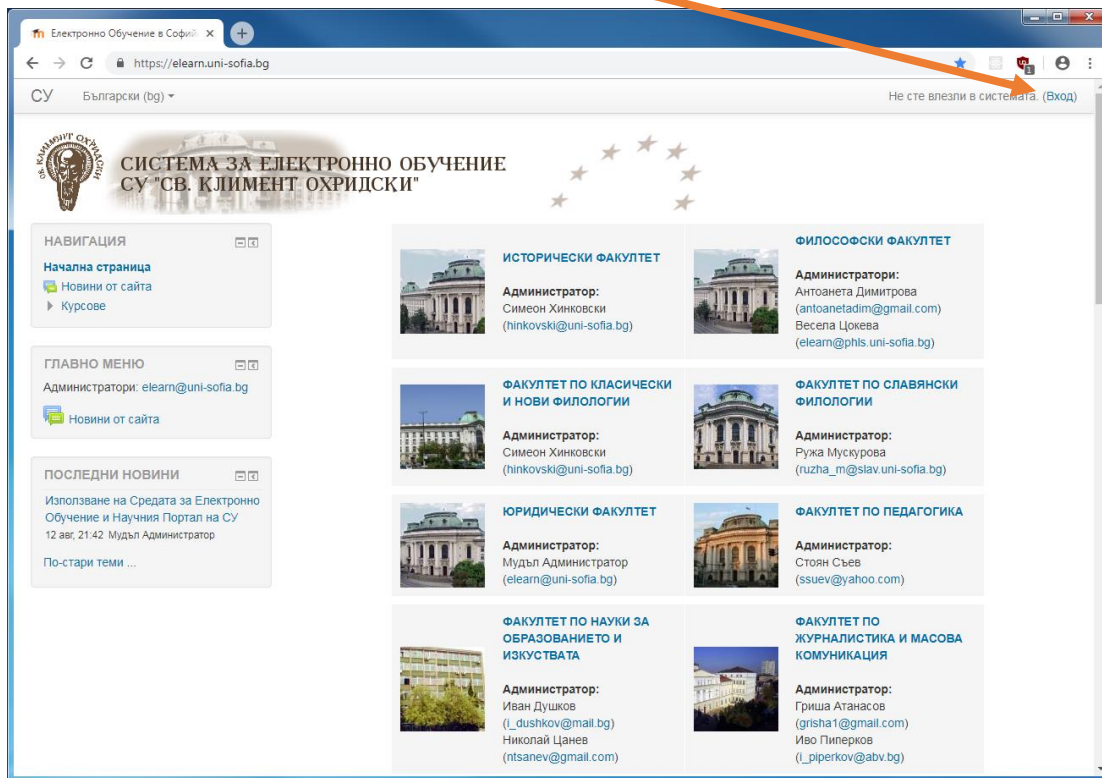 Електронно Обучение в Софий
https://elearn.uni-sofia.bg
1
СУ Български (bg)
Не сте влезли в системата. (Вход)
СВ. КЛИМЕНТ ОХРИДСКИ
СИСТЕМА ЗА ЕЛЕКТРОННО ОБУЧЕНИЕ
СУ "СВ. КЛИМЕНТ ОХРИДСКИ"
НАВИГАЦИЯ
Начална страница
Новини от сайта
Курсове
ГЛАВНО МЕНЮ
Администратори: elearn@uni-sofia.bg
Новини от сайта
ПОСЛЕДНИ НОВИНИ
Използване на Средата за Електронно
Обучение и Научния Портал на СУ
12 авг, 21:42 Мудъл Администратор
По-стари теми ...
ИСТОРИЧЕСКИ ФАКУЛТЕТ
Администратор:
Симеон Хинковски
(hinkovski@uni-sofia.bg)
ФИЛОСОФСКИ ФАКУЛТЕТ
Администратори:
Антоанета Димитрова
(antoanetadim@gmail.com)
Весела Цокева
(elearn@phls.uni-sofia.bg)
ФАКУЛТЕТ ПО КЛАСИЧЕСКИ
И НОВИ ФИЛОЛОГИИ
Администратор:
Симеон Хинковски
(hinkovski@uni-sofia.bg)
ФАКУЛТЕТ ПО СЛАВЯНСКИ
ФИЛОЛОГИИ
Администратор:
Ружа Мускурова
(ruzha_m@slav.uni-sofia.bg)
ЮРИДИЧЕСКИ ФАКУЛТЕТ
Администратор:
Мудъл Администратор
(elearn@uni-sofia.bg)
ФАКУЛТЕТ ПО ПЕДАГОГИКА
Администратор:
Стоян Съев
(ssuev@yahoo.com)
ФАКУЛТЕТ ПО НАУКИ ЗА
ОБРАЗОВАНИЕТО И
ИЗКУСТВАТА
Администратор:
Иван Душков
(i_dushkov@mail.bg)
Николай Цанев
(ntsanev@gmail.com)
ФАКУЛТЕТ ПО
ЖУРНАЛИСТИКА И МАСОВА
КОМУНИКАЦИЯ
Администратор:
Гриша Атанасов
(grisha1@gmail.com)
Иво Пиперков
(i_piperkov@abv.bg)